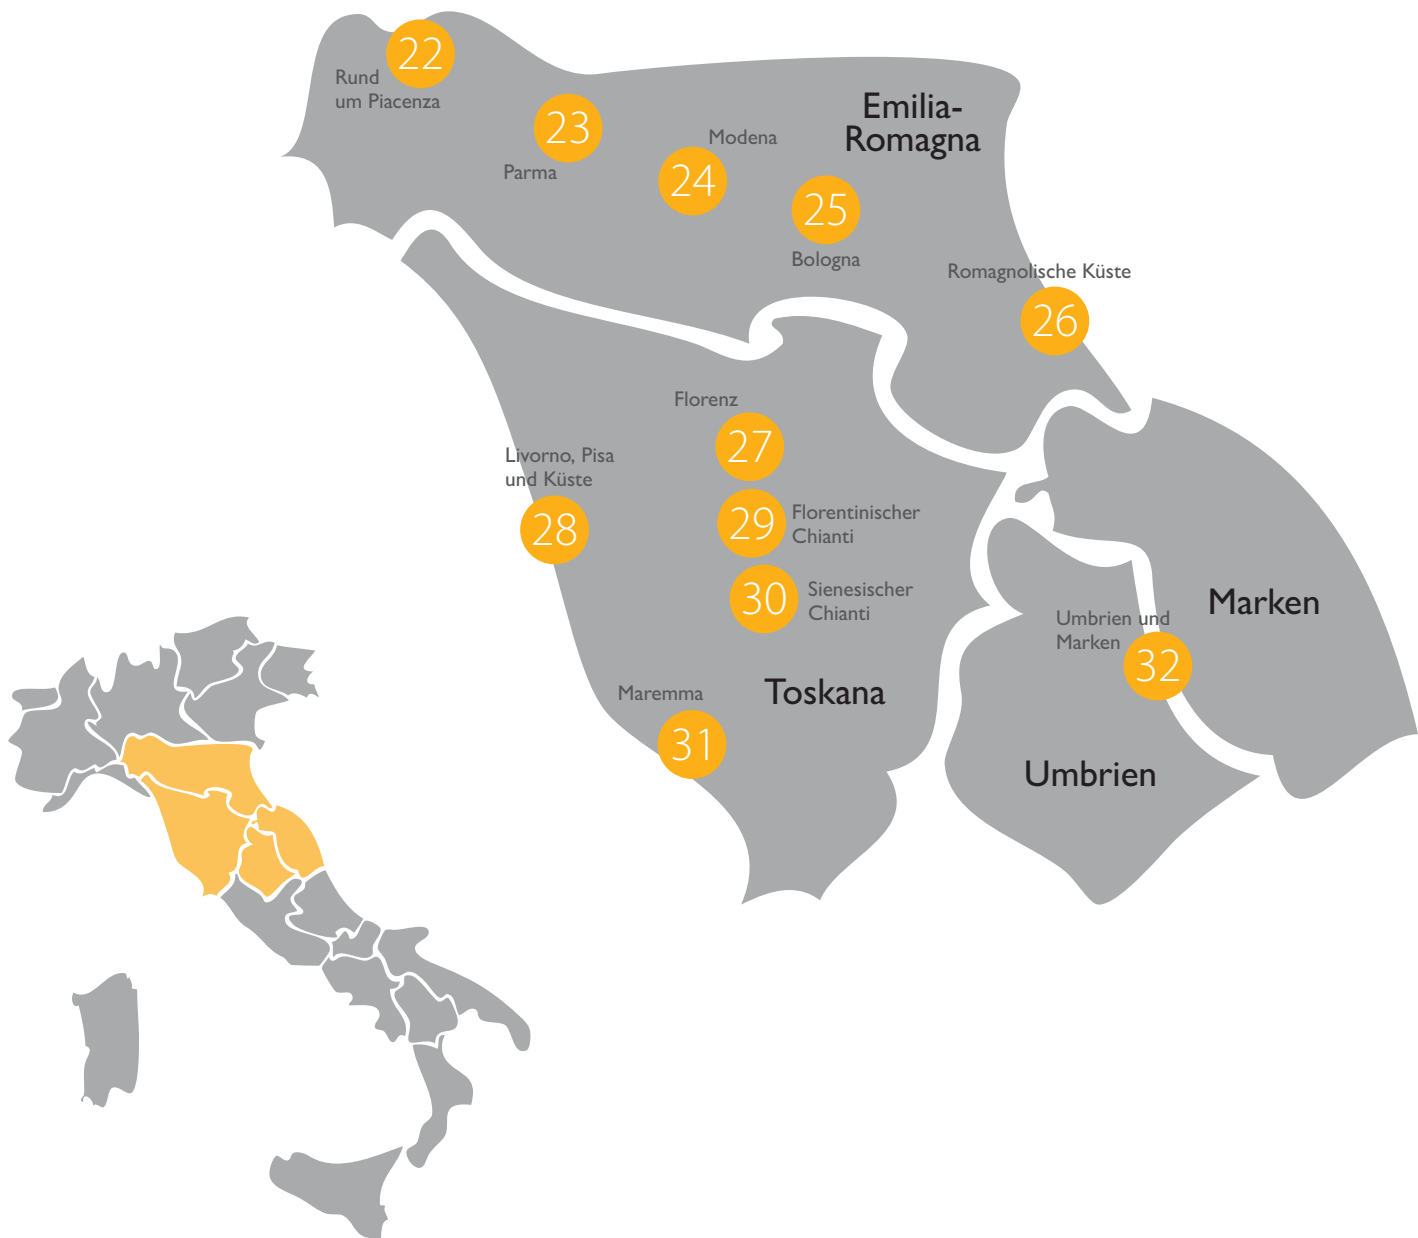 22
Rund
um Piacenza
23
Parma
Modena
24
Emilia-
Romagna
25
Bologna
Romagnolische Küste
26
Florenz
27
Livorno, Pisa
und Küste
28
29
Florentinischer
Chianti
30
Sienesischer
Chianti
Marken
Umbrien und
Marken
32
Maremma
31
Toskana
Umbrien